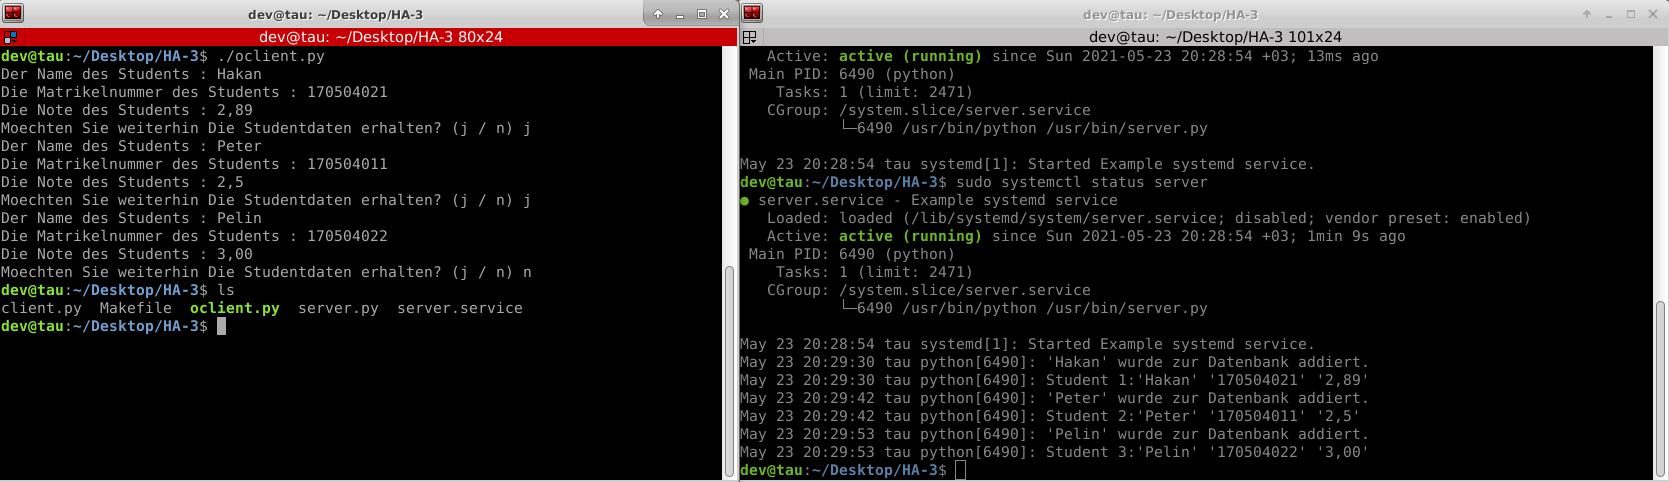 dev@tau: ~/Desktop/HA-3
dev@tau: ~/Desktop/HA-3 80x24
dev@tau:~/Desktop/HA-3$ ./oclient.py
Der Name des Students : Hakan
Die Matrikelnummer des Students : 170504021
Die Note des Students : 2,89
Moechten Sie weiterhin Die Studentdaten erhalten? (j / n) j
Der Name des Students : Peter
Die Matrikelnummer des Students : 170504011
Die Note des Students : 2,5
Moechten Sie weiterhin Die Studentdaten erhalten? (j / n) j
Der Name des Students : Pelin
Die Matrikelnummer des Students : 170504022
Die Note des Students : 3,00
Moechten Sie weiterhin Die Studentdaten erhalten? (j / n) n
dev@tau:~/Desktop/HA-3$ ls
client.py  Makefile  oclient.py  server.py  server.service
dev@tau:~/Desktop/HA-3$
dev@tau: ~/Desktop/HA-3
dev@tau: ~/Desktop/HA-3 101x24
   Active: active (running) since Sun 2021-05-23 20:28:54 +03; 13ms ago
 Main PID: 6490 (python)
    Tasks: 1 (limit: 2471)
   CGroup: /system.slice/server.service
           └─6490 /usr/bin/python /usr/bin/server.py
May 23 20:28:54 tau systemd[1]: Started Example systemd service.
dev@tau:~/Desktop/HA-3$ sudo systemctl status server
● server.service - Example systemd service
   Loaded: loaded (/lib/systemd/system/server.service; disabled; vendor preset: enabled)
   Active: active (running) since Sun 2021-05-23 20:28:54 +03; 1min 9s ago
 Main PID: 6490 (python)
    Tasks: 1 (limit: 2471)
   CGroup: /system.slice/server.service
           └─6490 /usr/bin/python /usr/bin/server.py
May 23 20:28:54 tau systemd[1]: Started Example systemd service.
May 23 20:29:30 tau python[6490]: 'Hakan' wurde zur Datenbank addiert.
May 23 20:29:30 tau python[6490]: Student 1:'Hakan' '170504021' '2,89'
May 23 20:29:42 tau python[6490]: 'Peter' wurde zur Datenbank addiert.
May 23 20:29:42 tau python[6490]: Student 2:'Peter' '170504011' '2,5'
May 23 20:29:53 tau python[6490]: 'Pelin' wurde zur Datenbank addiert.
May 23 20:29:53 tau python[6490]: Student 3:'Pelin' '170504022' '3,00'
dev@tau:~/Desktop/HA-3$